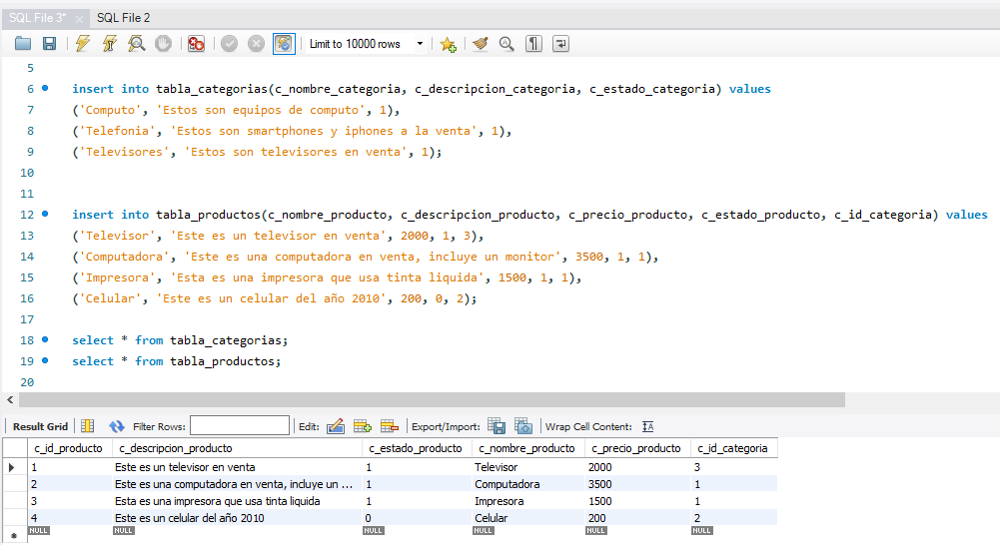 SQL File 3* SQL File 2
Limit to 10000 rows
5
6 insert into tabla_categorias(c_nombre_categoria, c_descripcion_categoria, c_estado_categoria) values
7 ('Computo', 'Estos son equipos de computo', 1),
8 ('Telefonia', 'Estos son smartphones y iphones a la venta', 1),
9 ('Televisores', 'Estos son televisores en venta', 1);
10
11
12 insert into tabla_productos(c_nombre_producto, c_descripcion_producto, c_precio_producto, c_estado_producto, c_id_categoria) values
13 ('Televisor', 'Este es un televisor en venta', 2000, 1, 3),
14 ('Computadora', 'Este es una computadora en venta, incluye un monitor', 3500, 1, 1),
15 ('Impresora', 'Esta es una impresora que usa tinta liquida', 1500, 1, 1),
16 ('Celular', 'Este es un celular del año 2010', 200, 0, 2);
17
18 select * from tabla_categorias;
19 select * from tabla_productos;
20
Result Grid Filter Rows: Edit: Export/Import: Wrap Cell Content:
c_id_producto c_descripcion_producto c_estado_producto c_nombre_producto c_precio_producto c_id_categoria
1 Este es un televisor en venta 1 Televisor 2000 3
2 Este es una computadora en venta, incluye un ... 1 Computadora 3500 1
3 Esta es una impresora que usa tinta liquida 1 Impresora 1500 1
4 Este es un celular del año 2010 0 Celular 200 2
NULL NULL NULL NULL NULL NULL